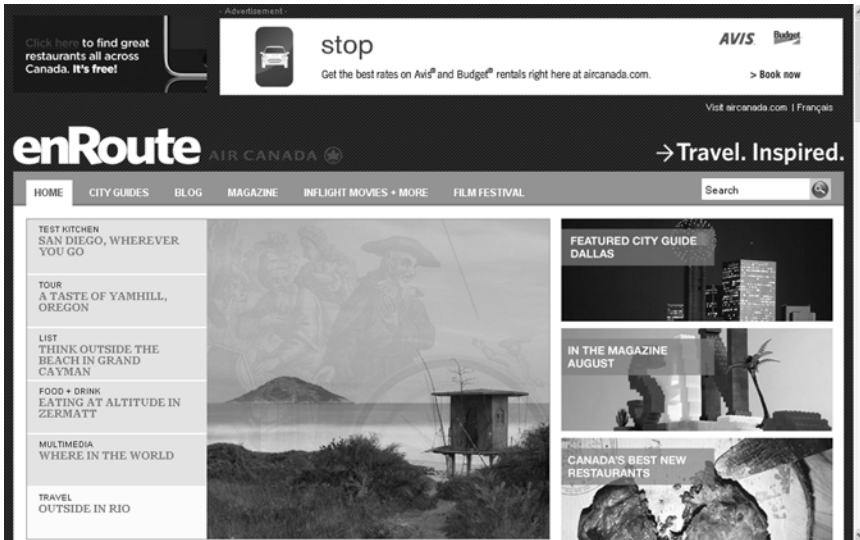 - Advertisement -
Click here to find great
restaurants all across
Canada. It's free!
stop
Get the best rates on Avis® and Budget® rentals right here at aircanada.com.
AVIS
Budget
> Book now
Visit aircanada.com | Français
enRoute AIR CANADA
→Travel. Inspired.
HOME CITY GUIDES BLOG MAGAZINE INFLIGHT MOVIES + MORE FILM FESTIVAL
Search
TEST KITCHEN
SAN DIEGO, WHEREVER
YOU GO
TOUR
A TASTE OF YAMHILL,
OREGON
LIST
THINK OUTSIDE THE
BEACH IN GRAND
CAYMAN
FOOD + DRINK
EATING AT ALTITUDE IN
ZERMATT
MULTIMEDIA
WHERE IN THE WORLD
TRAVEL
OUTSIDE IN RIO
FEATURED CITY GUIDE
DALLAS
IN THE MAGAZINE
AUGUST
CANADA'S BEST NEW
RESTAURANTS